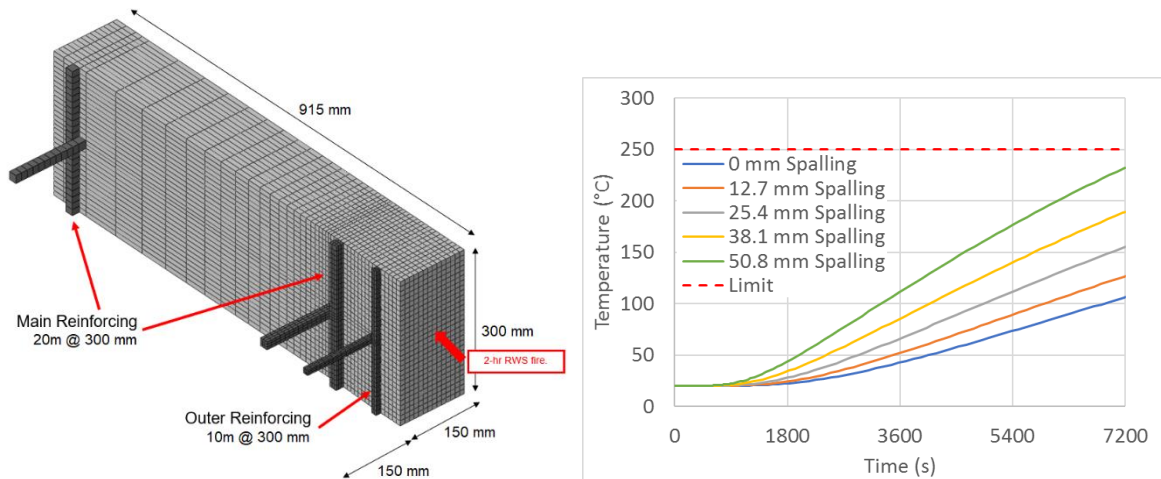 915 mm
Main Reinforcing
20m @ 300 mm
300 mm
2-hr RWS fire.
Outer Reinforcing
10m @ 300 mm
150 mm
150 mm
300
250
200
150
100
50
0
Temperature (°C)
0 mm Spalling
12.7 mm Spalling
25.4 mm Spalling
38.1 mm Spalling
50.8 mm Spalling
Limit
0 1800 3600 5400 7200
Time (s)